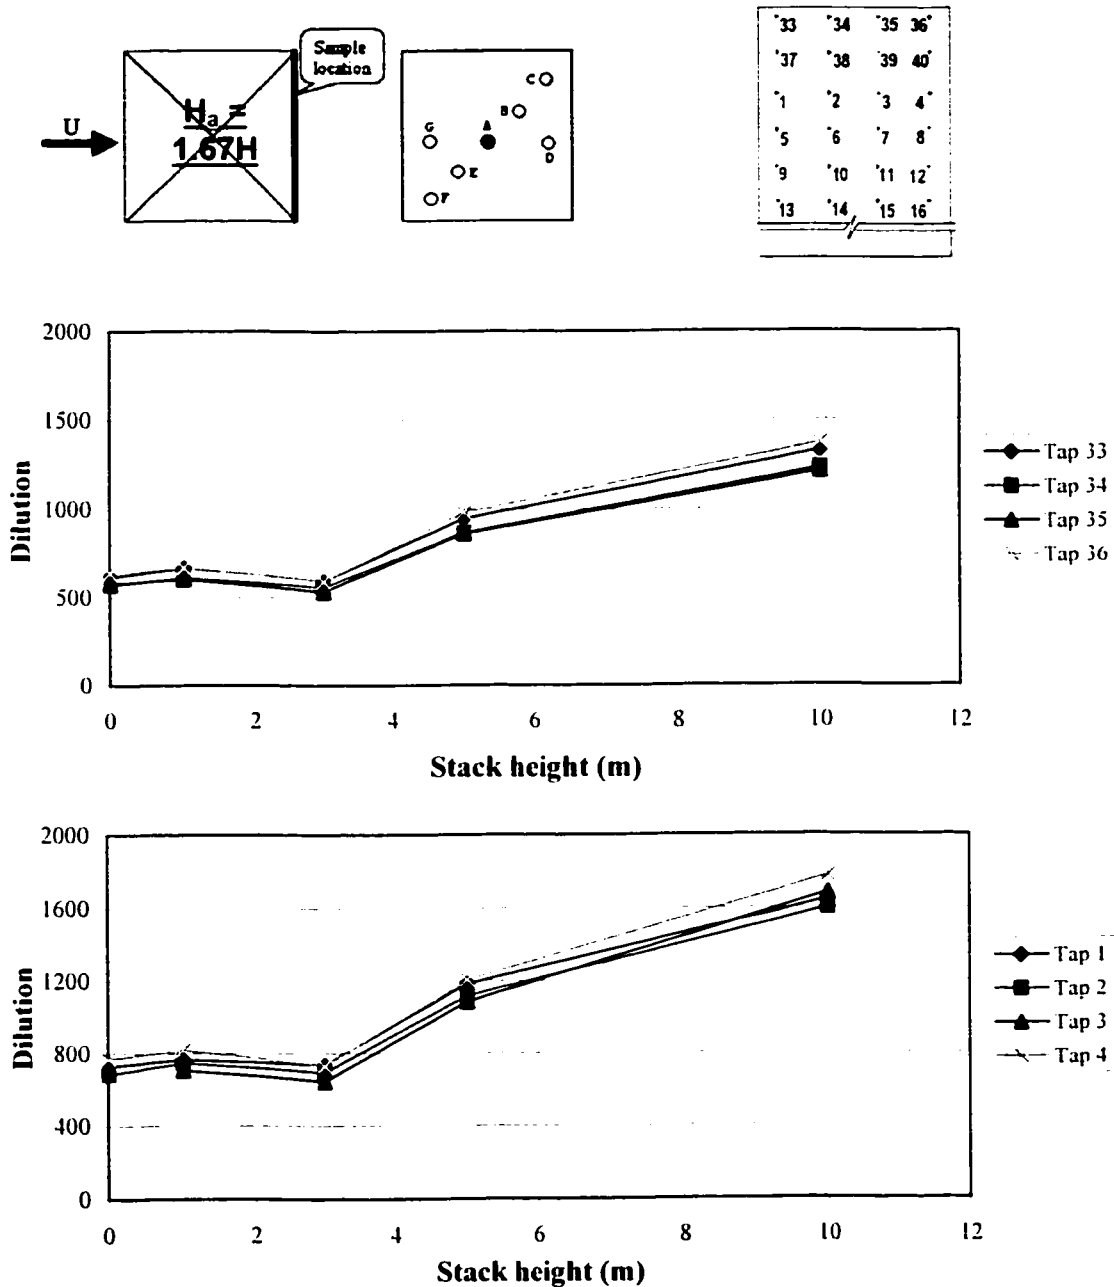 Sample
location
U
Hₐ =
1.67H
C
B
A
G
D
E
F
33 34 35 36
37 38 39 40
1 2 3 4
5 6 7 8
9 10 11 12
13 14 15 16
2000
1500
1000
500
0
Dilution
0 2 4 6 8 10 12
Stack height (m)
Tap 33
Tap 34
Tap 35
Tap 36
2000
1600
1200
800
400
0
Dilution
0 2 4 6 8 10 12
Stack height (m)
Tap 1
Tap 2
Tap 3
Tap 4